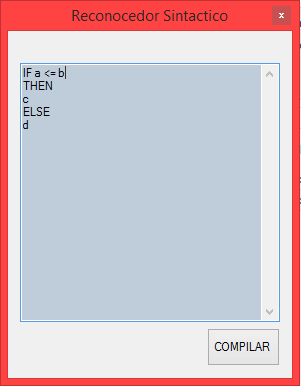 Reconocedor Sintactico
x
IF a <= b
THEN
c
ELSE
d
COMPILAR